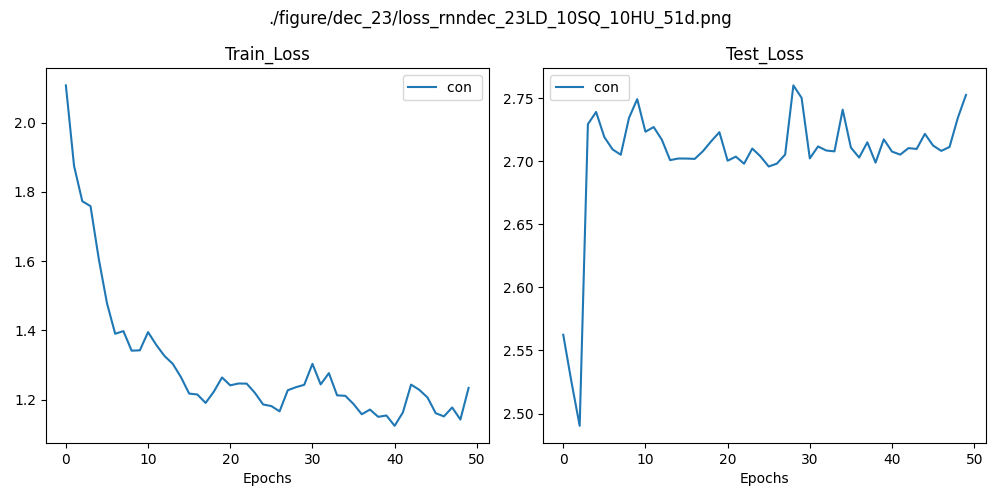 ./figure/dec_23/loss_rnndec_23LD_10SQ_10HU_51d.png
Train_Loss
con
2.0
1.8
1.6
1.4
1.2
0 10 20 30 40 50
Epochs
Test_Loss
con
2.75
2.70
2.65
2.60
2.55
2.50
0 10 20 30 40 50
Epochs